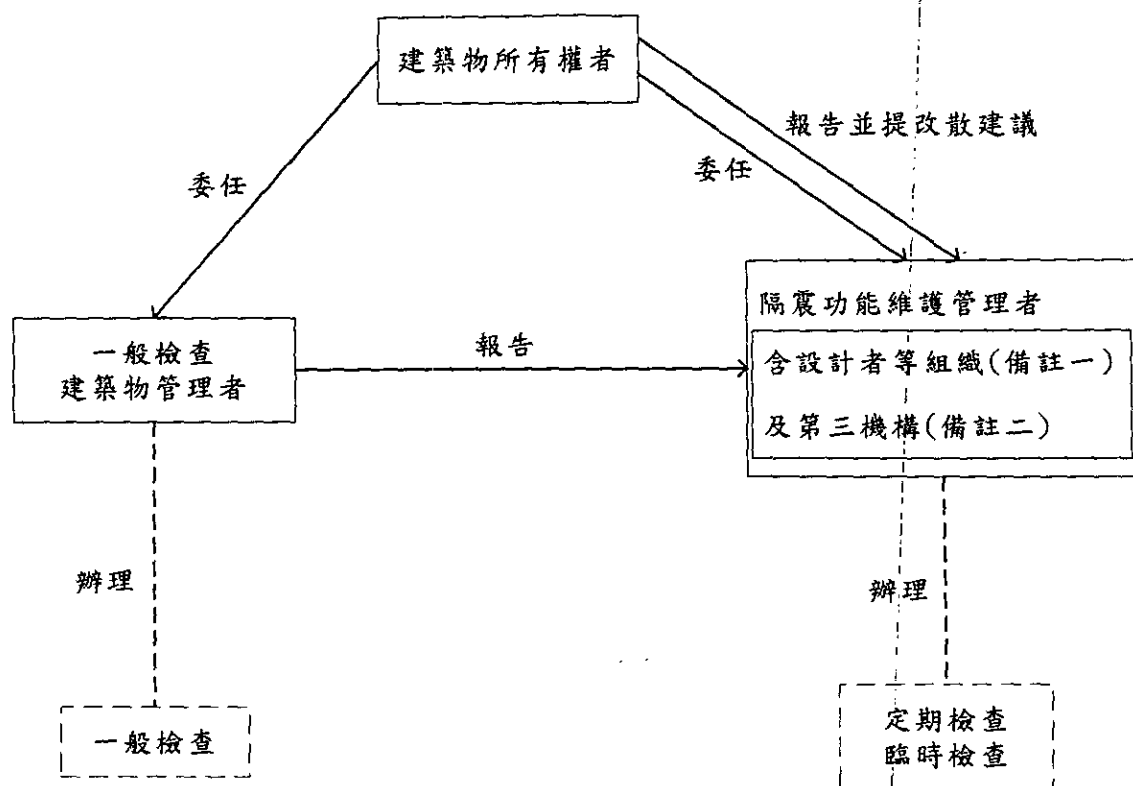 建築物所有權者
報告並提改散建議
委任
委任
隔震功能維護管理者
含設計者等組織(備註一)
及第三機構(備註二)
一般檢查
建築物管理者
報告
辦理
辦理
一般檢查
定期檢查
臨時檢查